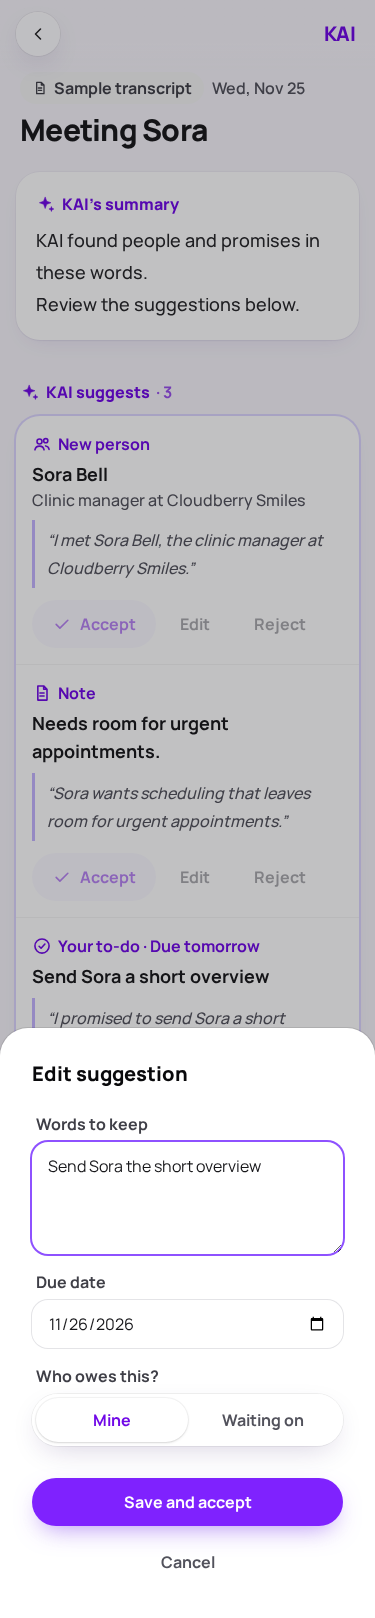 KAI
Sample transcript Wed, Nov 25
Meeting Sora
KAI's summary
KAI found people and promises in
these words.
Review the suggestions below.
KAI suggests · 3
New person
Sora Bell
Clinic manager at Cloudberry Smiles
“I met Sora Bell, the clinic manager at
Cloudberry Smiles.”
Accept Edit Reject
Note
Needs room for urgent
appointments.
“Sora wants scheduling that leaves
room for urgent appointments.”
Accept Edit Reject
Your to-do · Due tomorrow
Send Sora a short overview
“I promised to send Sora a short
Edit suggestion
Words to keep
Send Sora the short overview
Due date
11/26/2026
Who owes this?
Mine Waiting on
Save and accept
Cancel